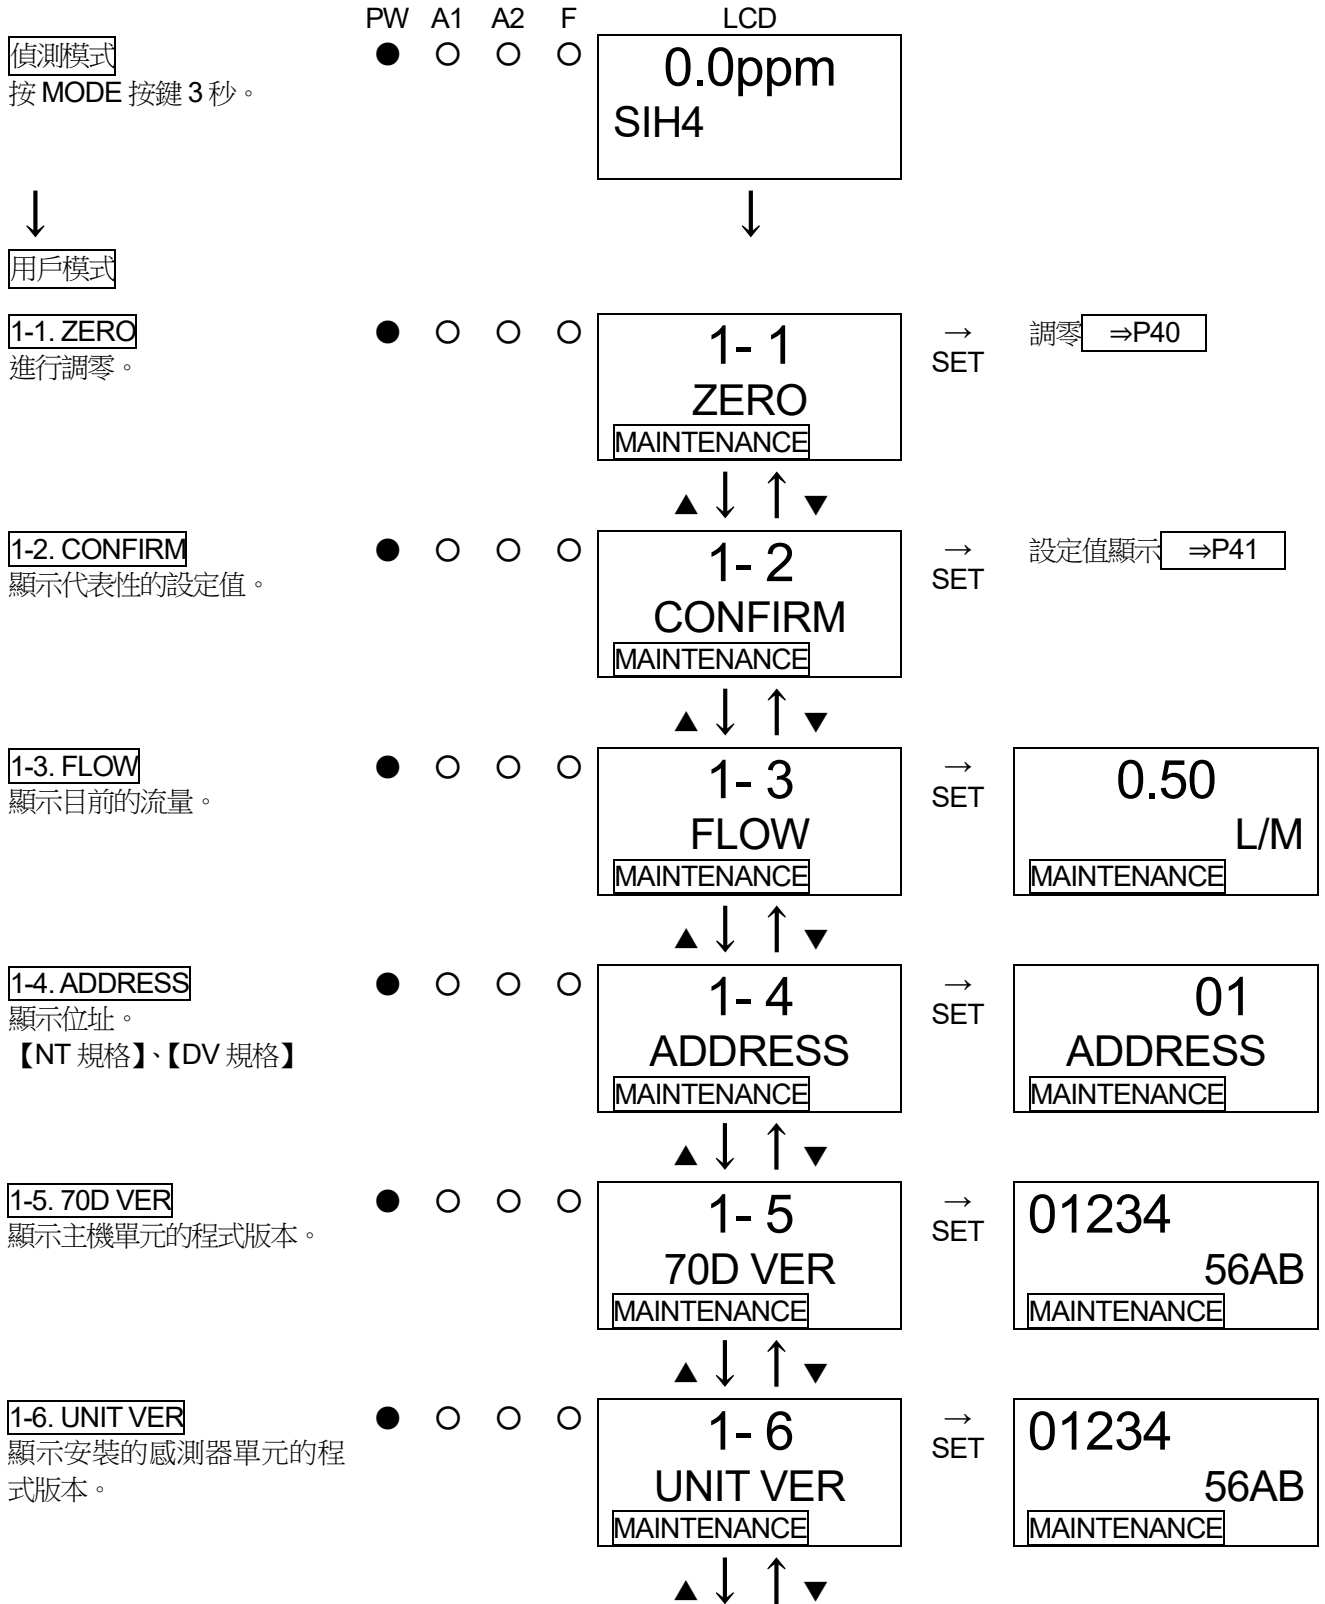 PW A1 A2 F LCD
偵測模式 ● ○ ○ ○ 0.0ppm
按 MODE 按鍵 3 秒。
SIH4
↓ ↓
用戶模式
1-1. ZERO ● ○ ○ ○ 1- 1 → 調零 ⇒P40
進行調零。 SET
ZERO
MAINTENANCE
▲ ↓ ↑ ▼
1-2. CONFIRM ● ○ ○ ○ 1- 2 → 設定值顯示 ⇒P41
顯示代表性的設定值。 SET
CONFIRM
MAINTENANCE
▲ ↓ ↑ ▼
1-3. FLOW ● ○ ○ ○ 1- 3 → 0.50
顯示目前的流量。 SET
FLOW L/M
MAINTENANCE MAINTENANCE
▲ ↓ ↑ ▼
1-4. ADDRESS ● ○ ○ ○ 1- 4 → 01
顯示位址。 SET
【NT 規格】、【DV 規格】 ADDRESS ADDRESS
MAINTENANCE MAINTENANCE
▲ ↓ ↑ ▼
1-5. 70D VER ● ○ ○ ○ 1- 5 → 01234
顯示主機單元的程式版本。 SET
70D VER 56AB
MAINTENANCE MAINTENANCE
▲ ↓ ↑ ▼
1-6. UNIT VER ● ○ ○ ○ 1- 6 → 01234
顯示安裝的感測器單元的程 SET
式版本。 UNIT VER 56AB
MAINTENANCE MAINTENANCE
▲ ↓ ↑ ▼